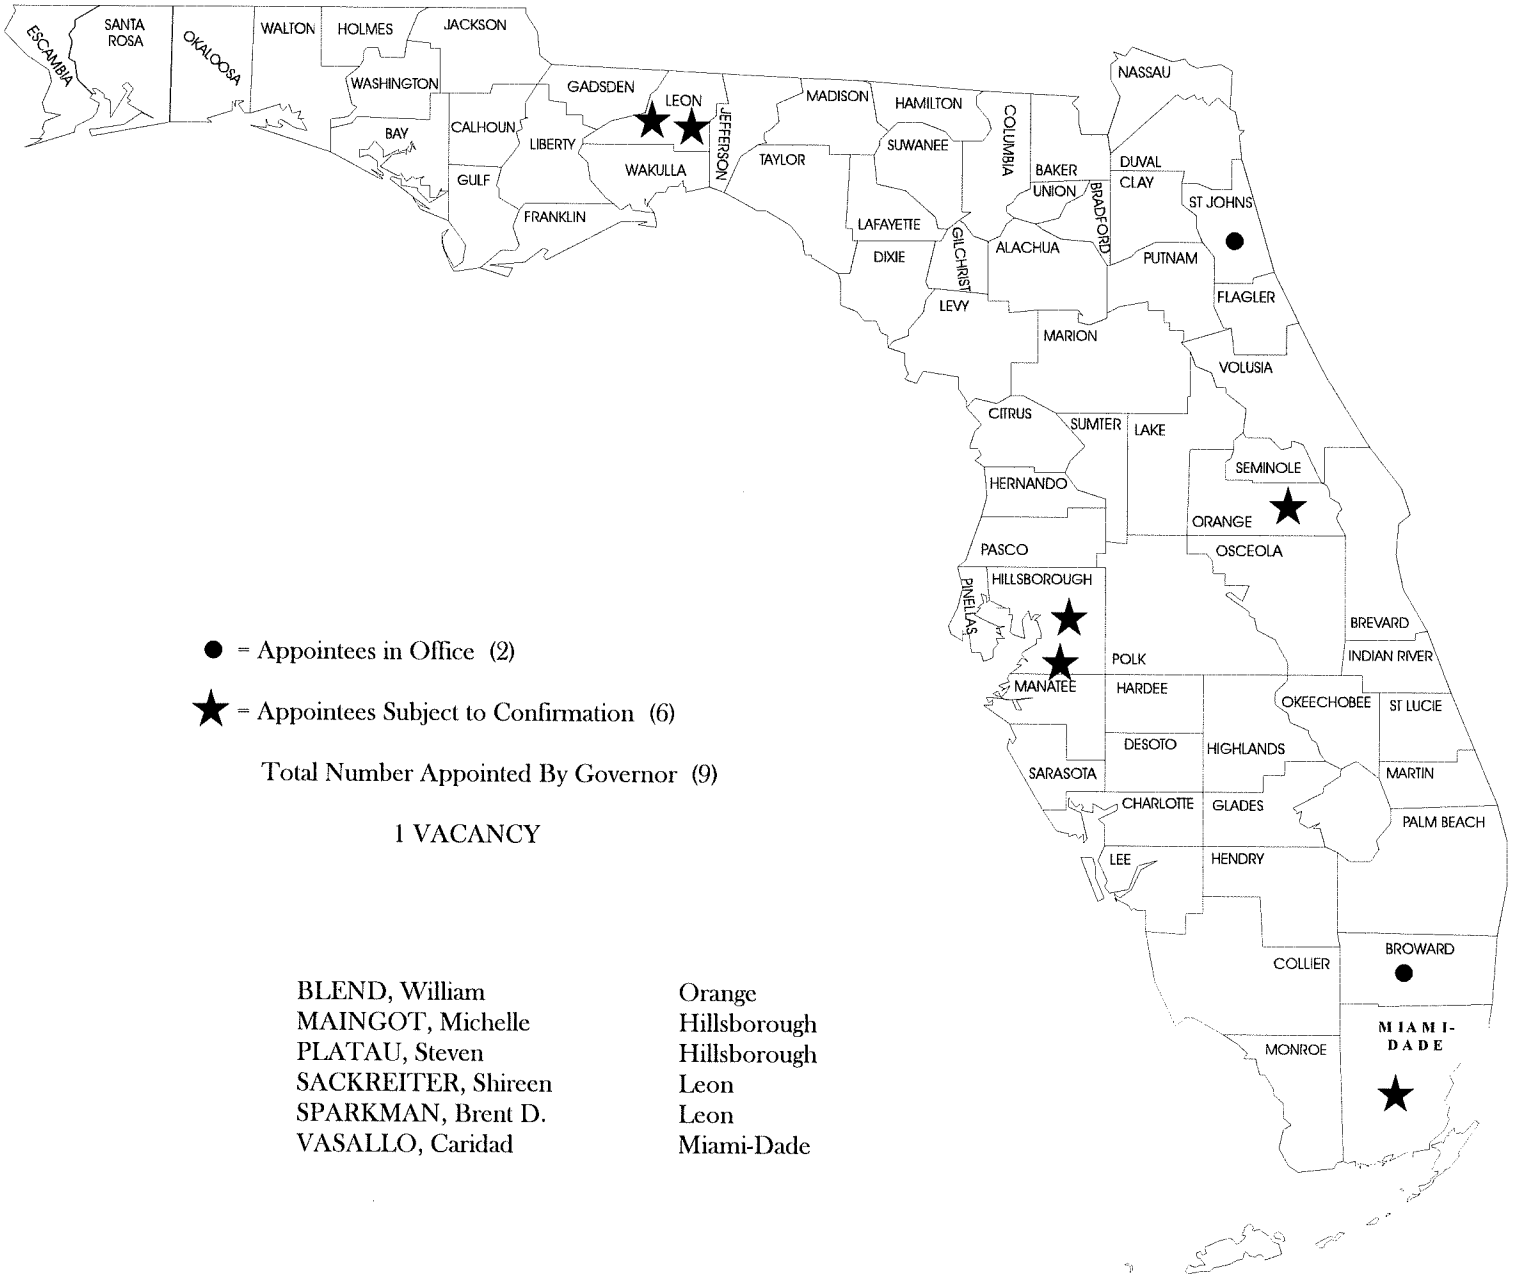 ESCAMBIA
SANTA
ROSA
OKALOOSA
WALTON
HOLMES
JACKSON
WASHINGTON
BAY
CALHOUN
GULF
GADSDEN
LIBERTY
FRANKLIN
LEON
WAKULLA
JEFFERSON
MADISON
TAYLOR
HAMILTON
SUWANEE
LAFAYETTE
DIXIE
COLUMBIA
GILCHRIST
LEVY
BAKER
UNION
BRADFORD
ALACHUA
NASSAU
DUVAL
CLAY
ST JOHNS
PUTNAM
FLAGLER
MARION
VOLUSIA
CITRUS
SUMTER
LAKE
HERNANDO
SEMINOLE
ORANGE
PASCO
OSCEOLA
PINELLAS
HILLSBOROUGH
POLK
BREVARD
INDIAN RIVER
MANATEE
HARDEE
OKEECHOBEE
ST LUCIE
DESOTO
HIGHLANDS
SARASOTA
MARTIN
CHARLOTTE
GLADES
PALM BEACH
LEE
HENDRY
COLLIER
BROWARD
MONROE
MIAMI-
DADE
= Appointees in Office (2)
= Appointees Subject to Confirmation (6)
Total Number Appointed By Governor (9)
1 VACANCY
BLEND, William Orange
MAINGOT, Michelle Hillsborough
PLATAU, Steven Hillsborough
SACKREITER, Shireen Leon
SPARKMAN, Brent D. Leon
VASALLO, Caridad Miami-Dade